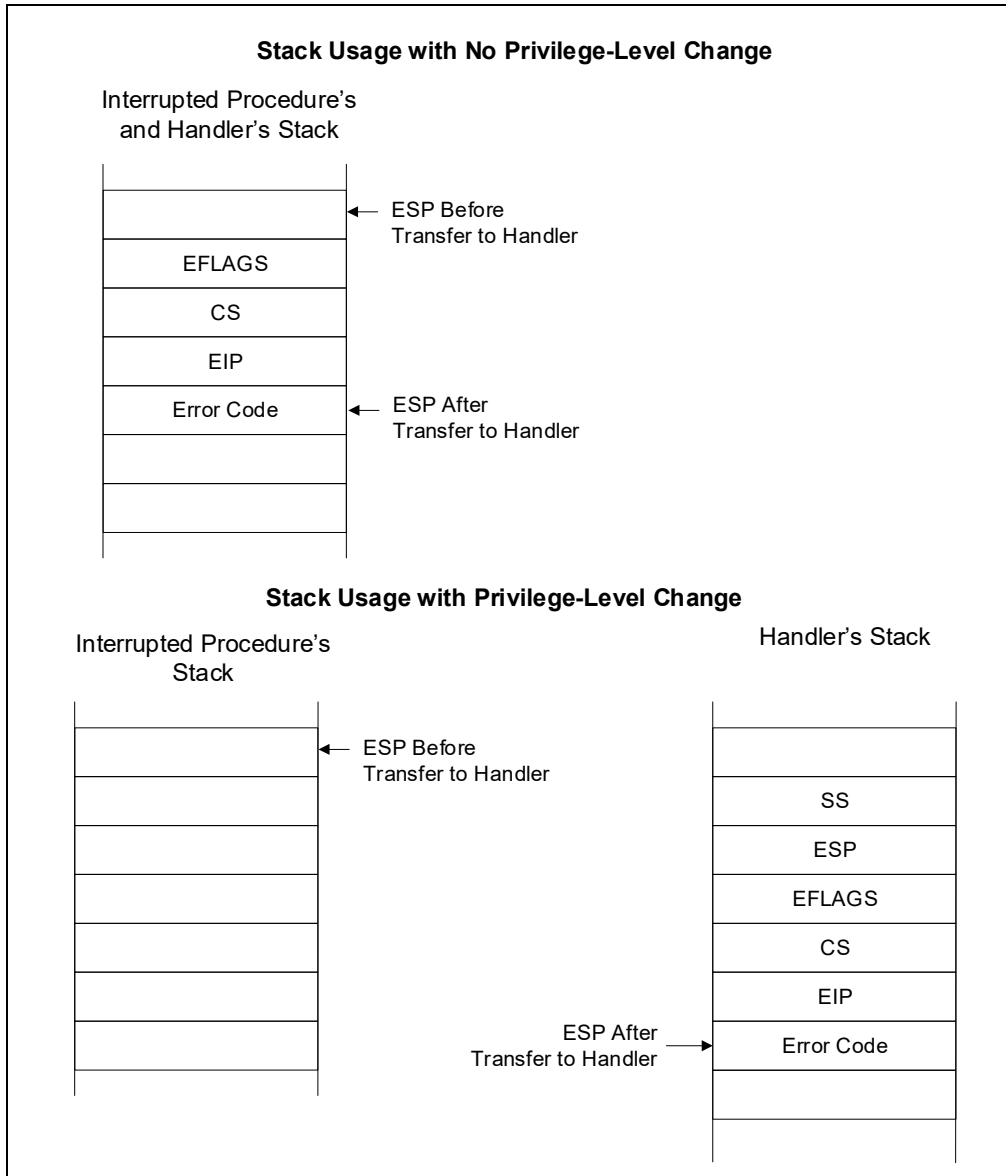 Stack Usage with No Privilege-Level Change
Interrupted Procedure's
and Handler's Stack
ESP Before
Transfer to Handler
EFLAGS
CS
EIP
Error Code
ESP After
Transfer to Handler
Stack Usage with Privilege-Level Change
Interrupted Procedure's
Stack
Handler's Stack
ESP Before
Transfer to Handler
SS
ESP
EFLAGS
CS
EIP
ESP After
Transfer to Handler
Error Code